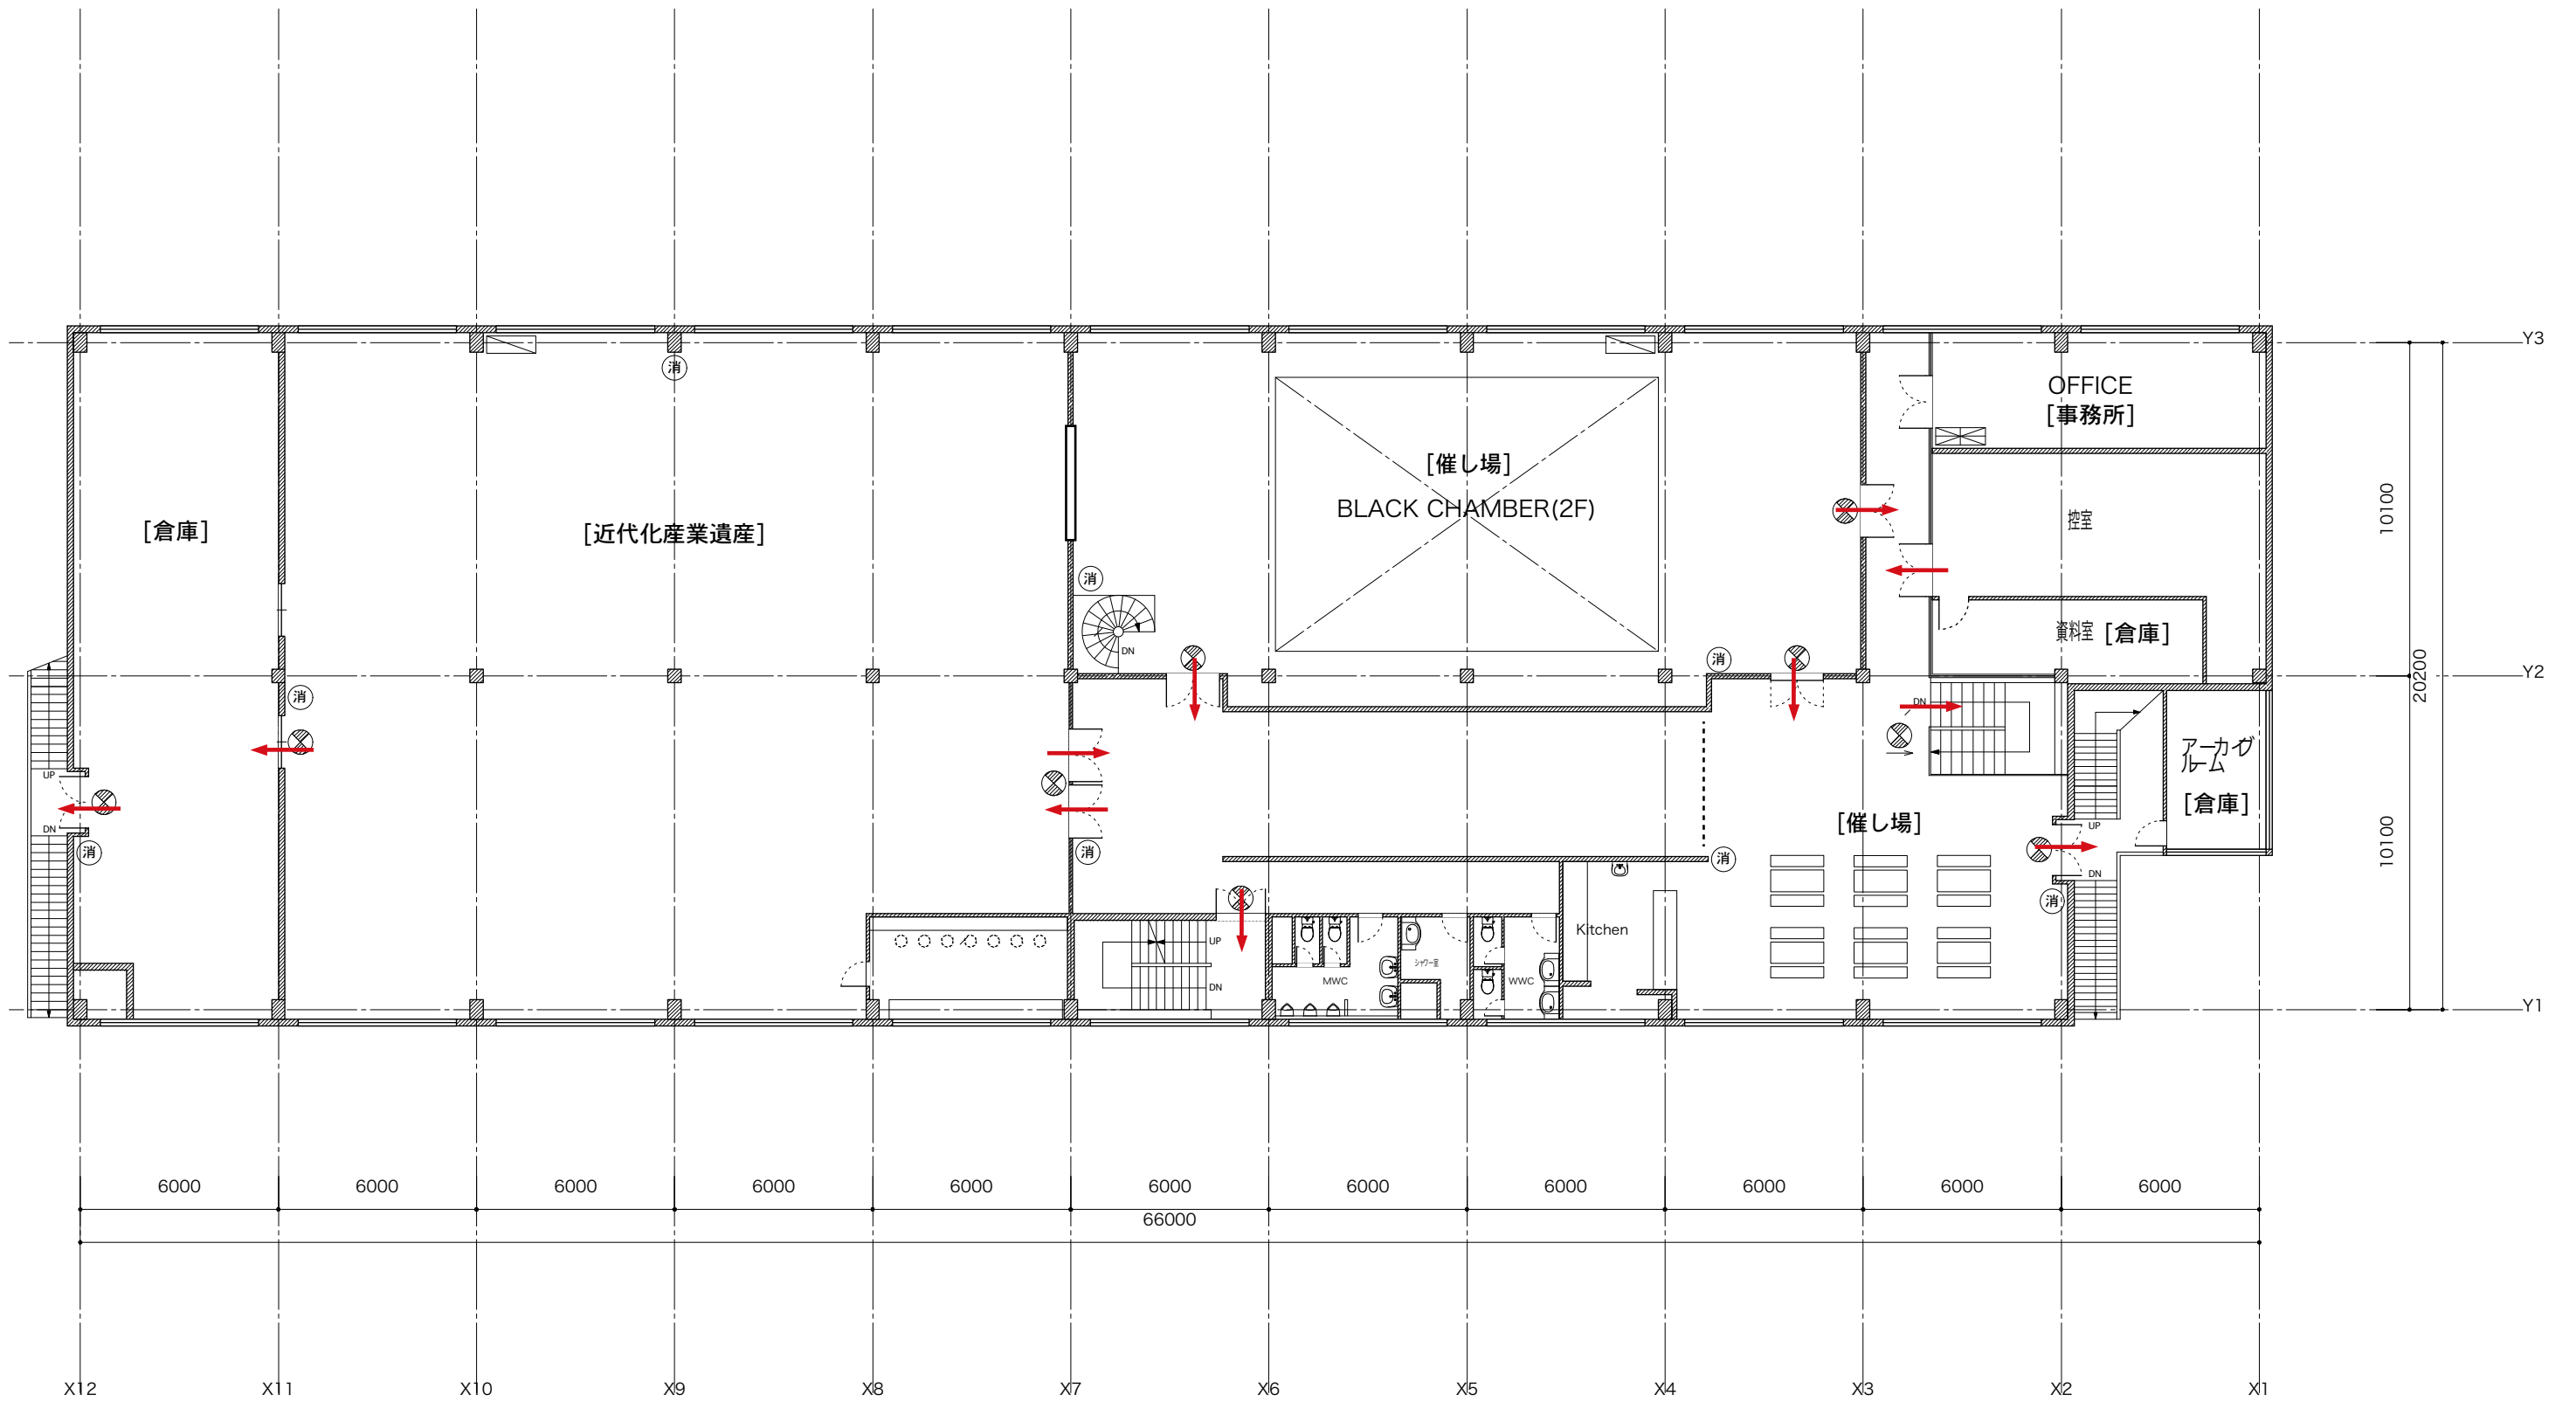 Y3
消
OFFICE
[事務所]
[催し場]
BLACK CHAMBER(2F)
[倉庫]
[近代化産業遺産]
控室
10100
消
資料室 [倉庫]
DN
消
20200
Y2
消
DN
アーカイブ
ルーム
[倉庫]
UP
DN
消
消
消
[催し場]
UP
DN
消
10100
UP
DN
MWC
シャワー室
WWC
Kitchen
Y1
6000 6000 6000 6000 6000 6000 6000 6000 6000 6000 6000
66000
X12 X11 X10 X9 X8 X7 X6 X5 X4 X3 X2 X1